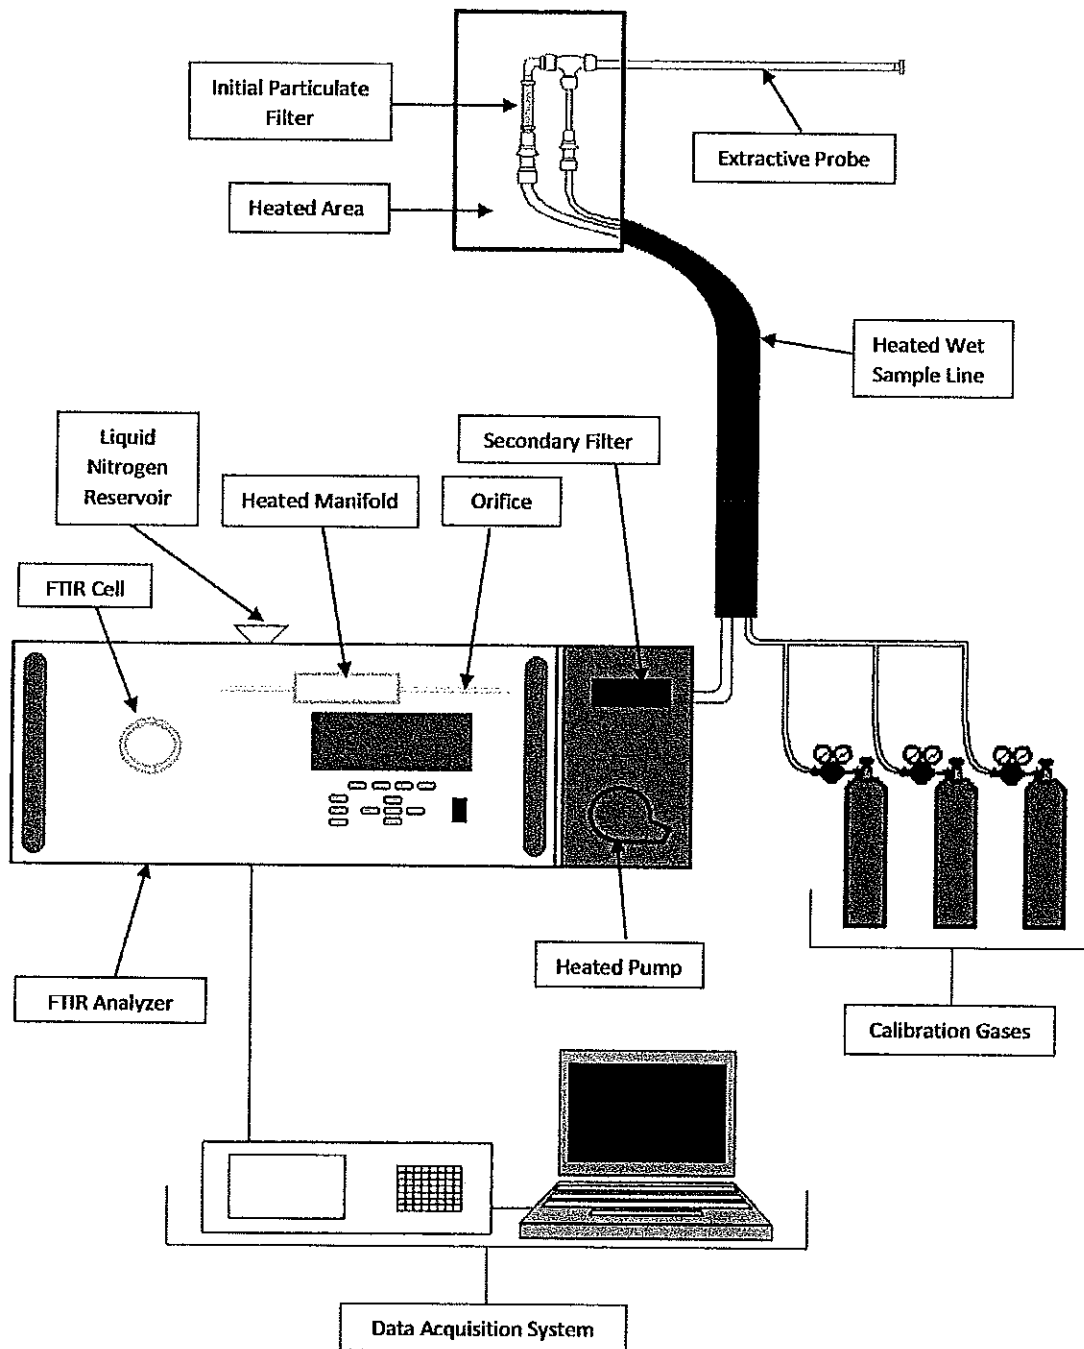 Initial Particulate
Filter
Extractive Probe
Heated Area
Heated Wet
Sample Line
Liquid
Nitrogen
Reservoir
Secondary Filter
Heated Manifold
Orifice
FTIR Cell
Heated Pump
FTIR Analyzer
Calibration Gases
Data Acquisition System